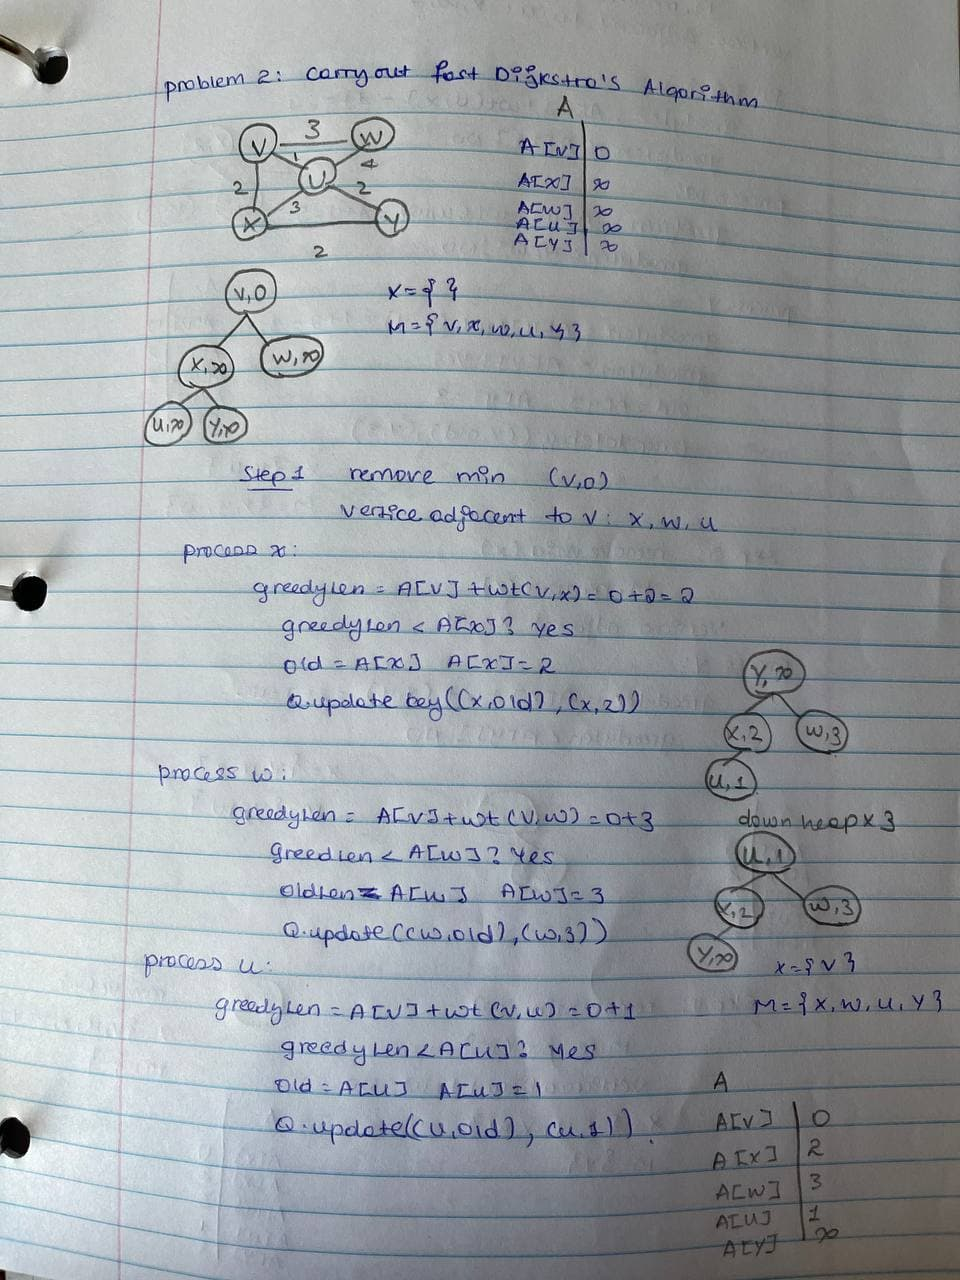 problem 2: Carryout fast Dijkstra's Algorithm
A
V 3 W
1
U 4
2 2
3
X Y
2
A[V] 0
A[X] ∞
A[W] ∞
A[U] ∞
A[Y] ∞
V,0
X,∞ W,∞
U,∞ Y,∞
X={ }
M={ V, x, w, u, y}
Step 1 remove min (V,0)
vertice adjacent to V: X, W, U
process x:
greedyLen = A[V] + wt(V,x) = 0+2=2
greedyLen < A[x]? yes
Old = A[x] A[x]=2
Q.update key((x,old), (x,2))
Y,∞
X,2 W,3
U,1
process w:
down heap x 3
greedyLen = A[V]+wt (V,W) = 0+3
greedLen < A[W]? Yes
oldLen = A[W] A[W]=3
Q.update((w,old), (w,3))
U,1
X,2 W,3
Y,∞
X={ V }
M={X, W, U, Y}
process u:
greedyLen = A[V] + wt (V,U) = 0+1
greedyLen < A[U]? Yes
Old = A[U] A[U]=1
Q.update((U,Old), (U,1)).
A
A[V] 0
A[X] 2
A[W] 3
A[U] 1
A[Y] ∞